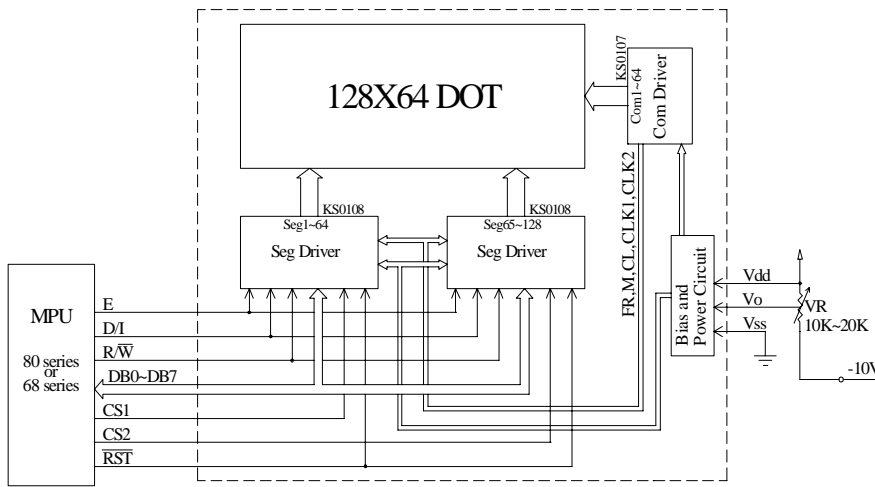 128X64 DOT
KS0107
Com1~64
Com Driver
KS0108
KS0108
Seg1~64
Seg Driver
Seg65~128
Seg Driver
FR,M,CL,CLK1,CLK2
Bias and
Power Circuit
Vdd
Vo
Vss
VR
10K~20K
-10V
MPU
80 series
or
68 series
E
D/I
R/W̅
DB0~DB7
CS1
CS2
R̅S̅T̅